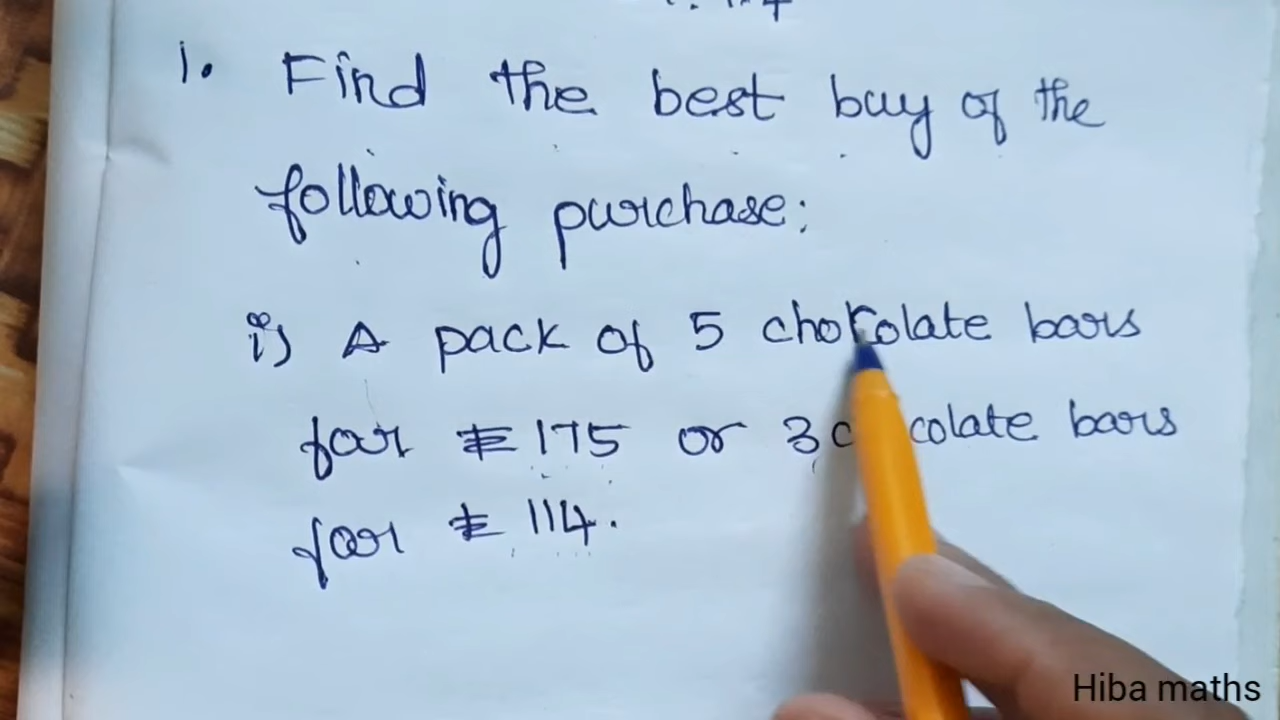 1. Find the best buy of the
following purchase:
i) A pack of 5 chocolate bars
for ₹ 175 or 3 colate bars
for ₹ 114.
Hiba maths